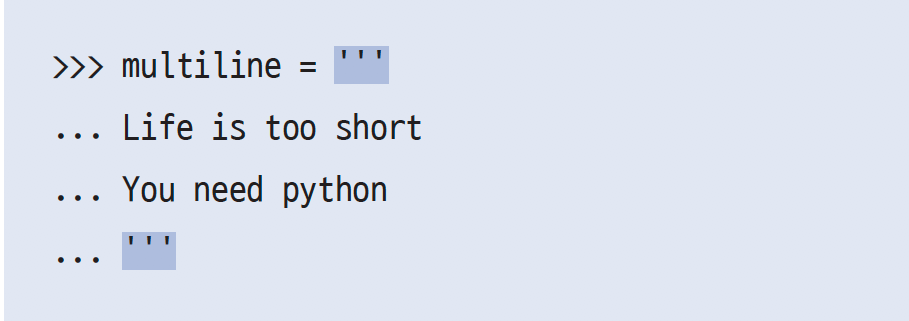 >>> multiline = '''
... Life is too short
... You need python
... '''